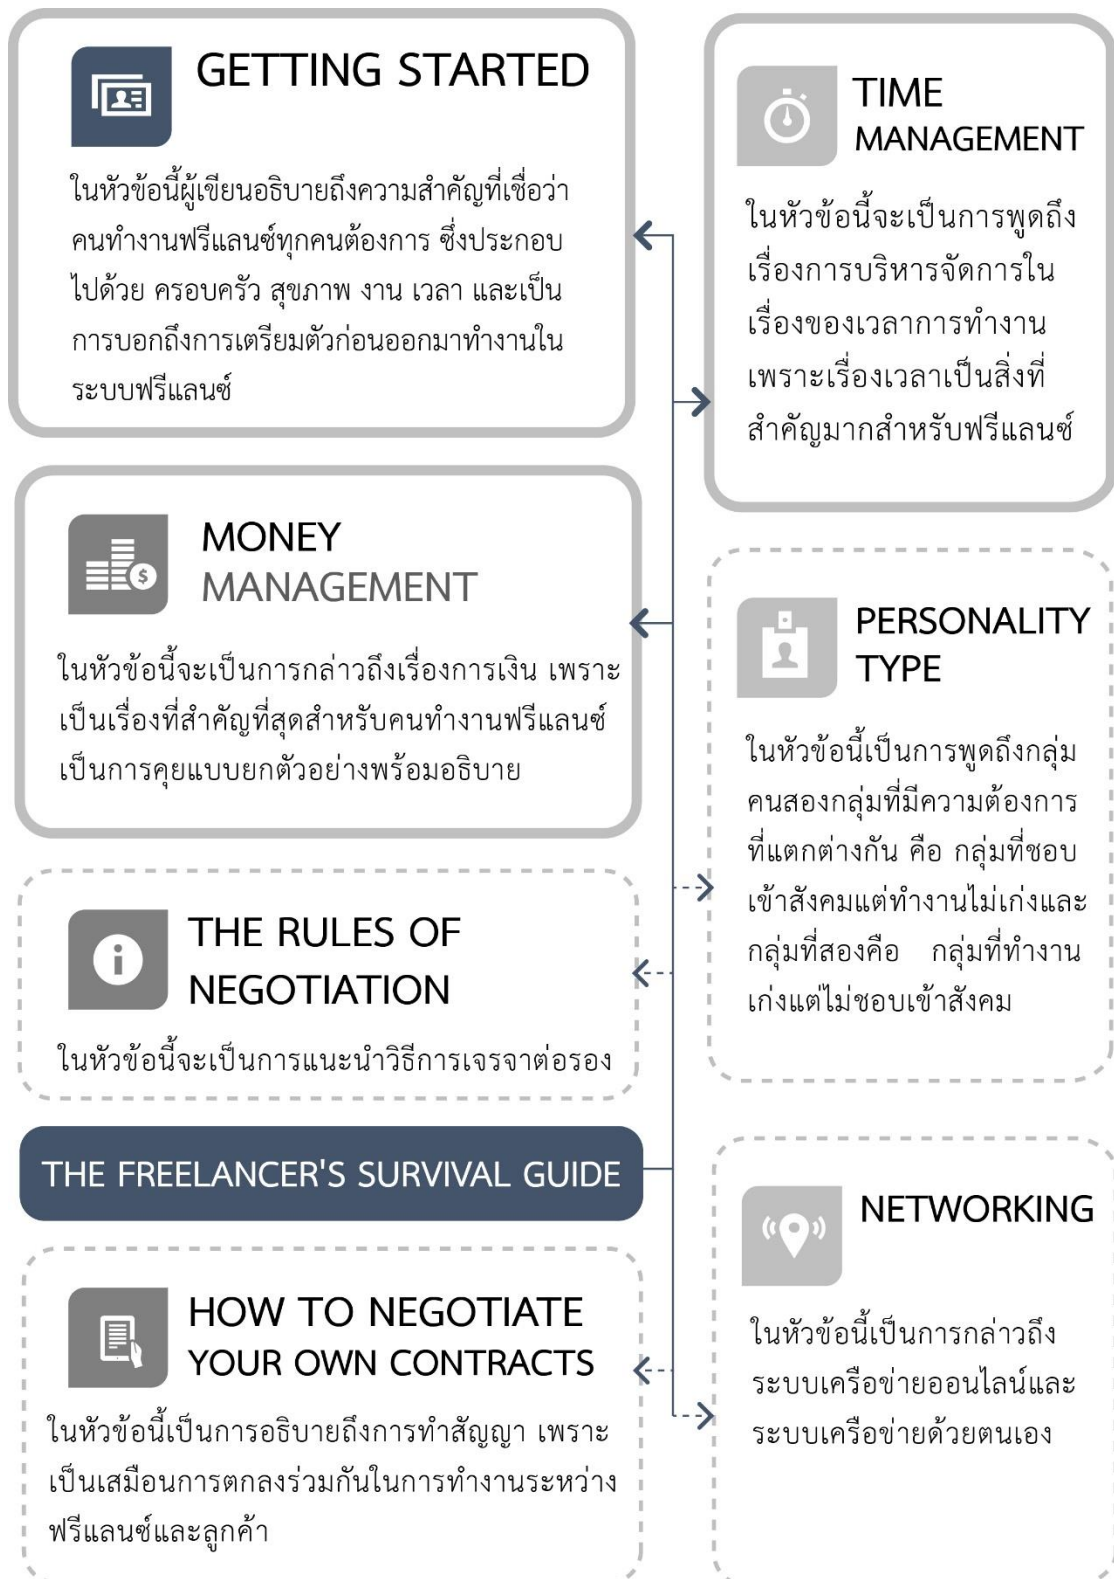 GETTING STARTED
ในหัวข้อนี้ผู้เขียนอธิบายถึงความสำคัญที่เชื่อว่า
คนทำงานฟรีแลนซ์ทุกคนต้องการ ซึ่งประกอบ
ไปด้วย ครอบครัว สุขภาพ งาน เวลา และเป็น
การบอกถึงการเตรียมตัวก่อนออกมาทำงานใน
ระบบฟรีแลนซ์
TIME
MANAGEMENT
ในหัวข้อนี้จะเป็นการพูดถึง
เรื่องการบริหารจัดการใน
เรื่องของเวลาการทำงาน
เพราะเรื่องเวลาเป็นสิ่งที่
สำคัญมากสำหรับฟรีแลนซ์
MONEY
MANAGEMENT
ในหัวข้อนี้จะเป็นการกล่าวถึงเรื่องการเงิน เพราะ
เป็นเรื่องที่สำคัญที่สุดสำหรับคนทำงานฟรีแลนซ์
เป็นการคุยแบบยกตัวอย่างพร้อมอธิบาย
PERSONALITY
TYPE
ในหัวข้อนี้เป็นการพูดถึงกลุ่ม
คนสองกลุ่มที่มีความต้องการ
ที่แตกต่างกัน คือ กลุ่มที่ชอบ
เข้าสังคมแต่ทำงานไม่เก่งและ
กลุ่มที่สองคือ กลุ่มที่ทำงาน
เก่งแต่ไม่ชอบเข้าสังคม
THE RULES OF
NEGOTIATION
ในหัวข้อนี้จะเป็นการแนะนำวิธีการเจรจาต่อรอง
THE FREELANCER'S SURVIVAL GUIDE
NETWORKING
ในหัวข้อนี้เป็นการกล่าวถึง
ระบบเครือข่ายออนไลน์และ
ระบบเครือข่ายด้วยตนเอง
HOW TO NEGOTIATE
YOUR OWN CONTRACTS
ในหัวข้อนี้เป็นการอธิบายถึงการทำสัญญา เพราะ
เป็นเสมือนการตกลงร่วมกันในการทำงานระหว่าง
ฟรีแลนซ์และลูกค้า